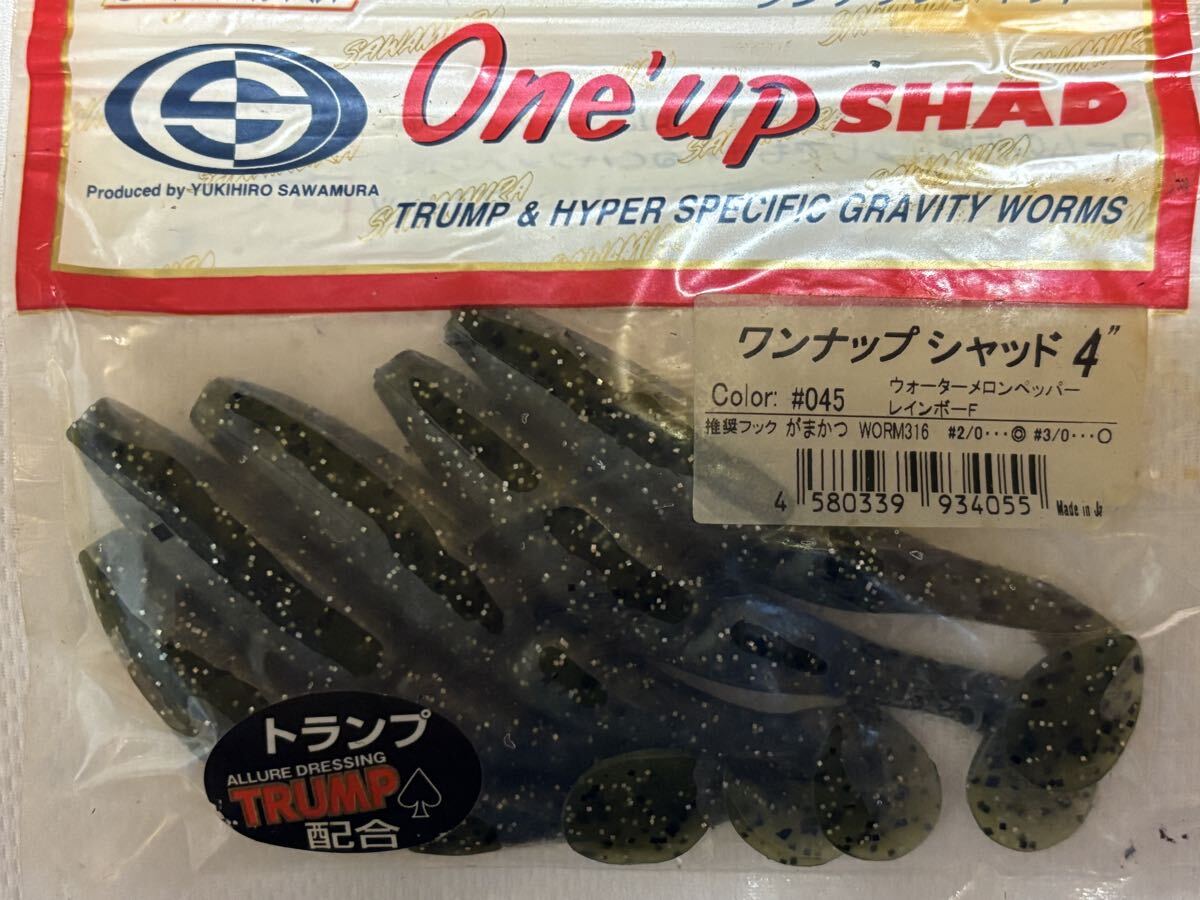 One'up SHAD
Produced by YUKIHIRO SAWAMURA
TRUMP & HYPER SPECIFIC GRAVITY WORMS
ワンナップ シャッド 4"
Color: #045 ウォーターメロンペッパー
レインボーF
推奨フック がまかつ WORM316 #2/0···◎ #3/0···○
4 580339 934055
Made in Ja
トランプ
ALLURE DRESSING
TRUMP
配合